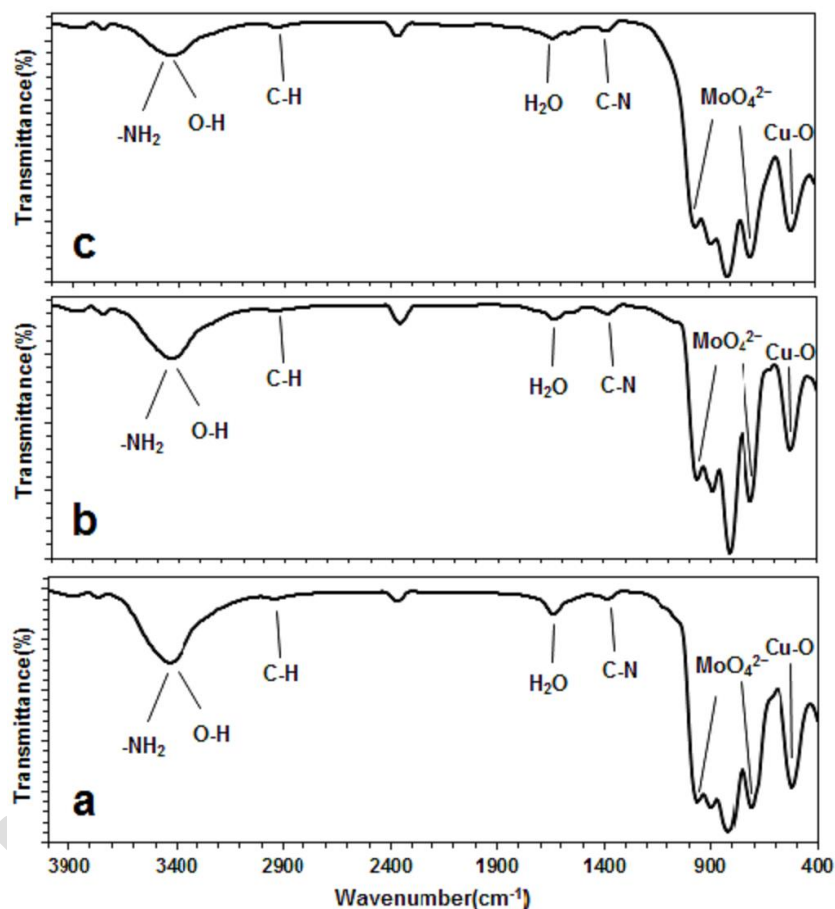 Transmittance(%)
-NH₂
O-H
C-H
H₂O
C-N
MoO₄²⁻
Cu-O
c
Transmittance(%)
-NH₂
O-H
C-H
H₂O
C-N
MoO₄²⁻
Cu-O
b
Transmittance(%)
-NH₂
O-H
C-H
H₂O
C-N
MoO₄²⁻
Cu-O
a
3900 3400 2900 2400 1900 1400 900 400
Wavenumber(cm⁻¹)